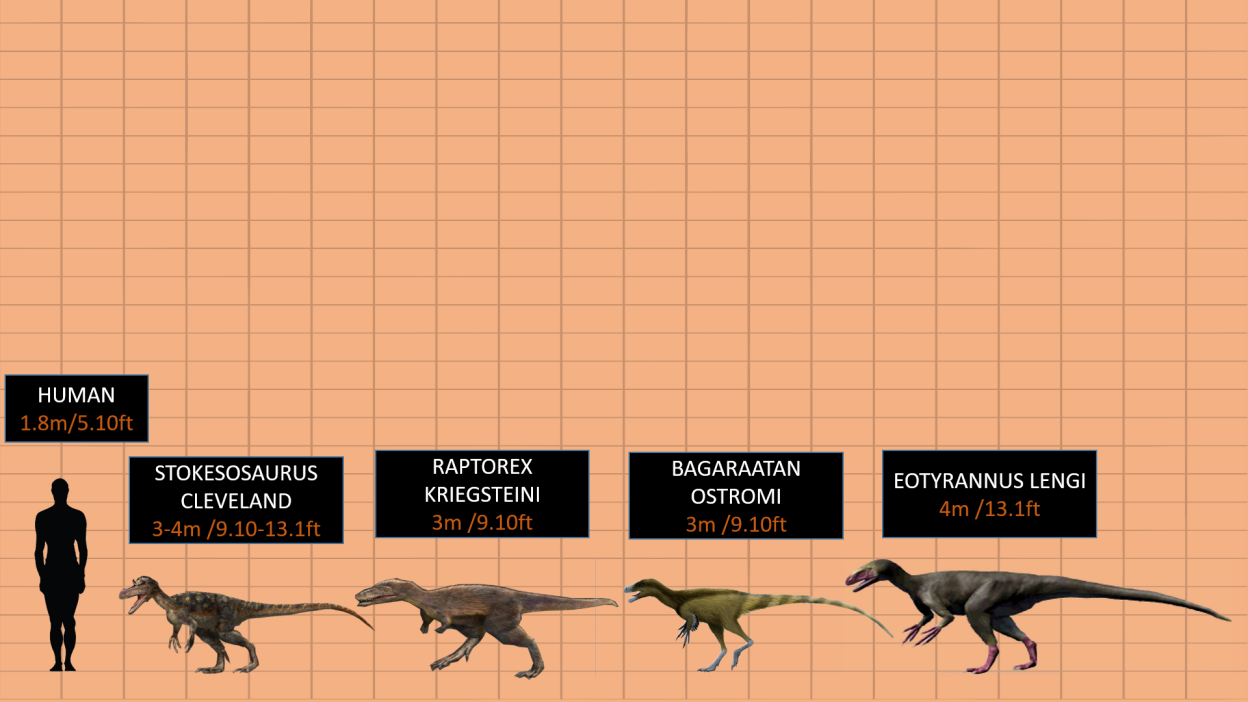 HUMAN
1.8m/5.10ft
STOKESOSAURUS
CLEVELAND
3-4m /9.10-13.1ft
RAPTOREX
KRIEGSTEINI
3m /9.10ft
BAGARAATAN
OSTROMI
3m /9.10ft
EOTYRANNUS LENGI
4m /13.1ft